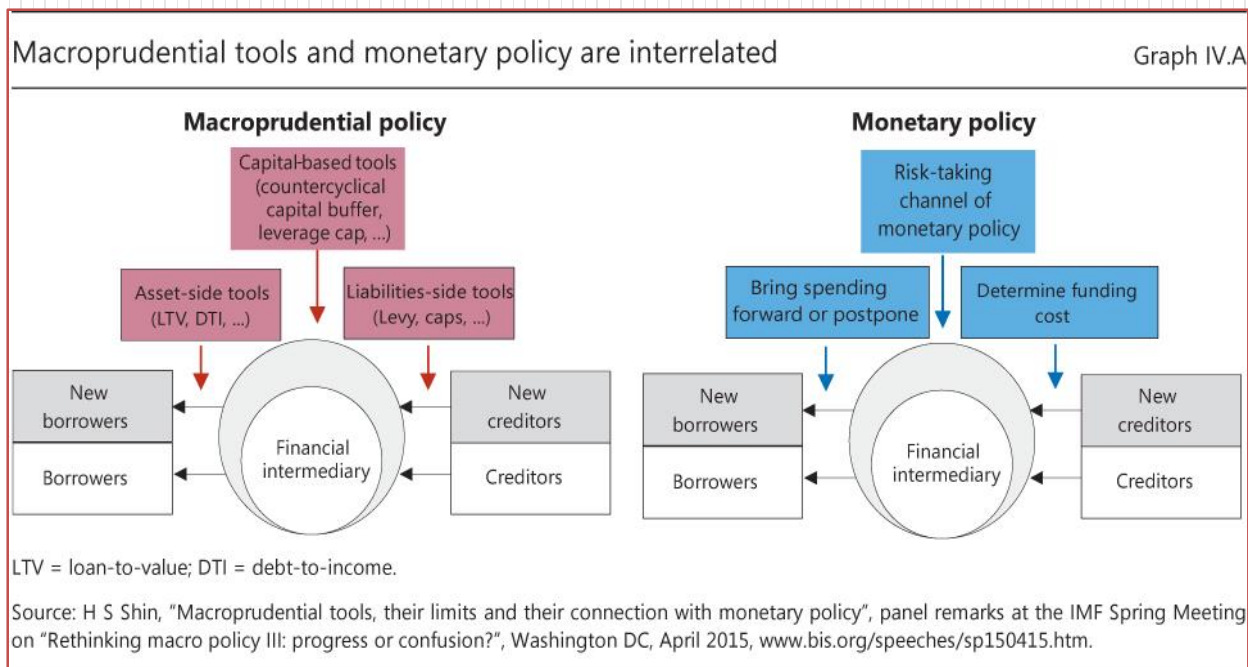 Macroprudential tools and monetary policy are interrelated
Graph IV.A
Macroprudential policy
Capital-based tools
(countercyclical
capital buffer,
leverage cap, ...)
Asset-side tools
(LTV, DTI, ...)
Liabilities-side tools
(Levy, caps, ...)
New
borrowers
Borrowers
Financial
intermediary
New
creditors
Creditors
Monetary policy
Risk-taking
channel of
monetary policy
Bring spending
forward or postpone
Determine funding
cost
New
borrowers
Borrowers
Financial
intermediary
New
creditors
Creditors
LTV = loan-to-value; DTI = debt-to-income.
Source: H S Shin, "Macroprudential tools, their limits and their connection with monetary policy", panel remarks at the IMF Spring Meeting
on "Rethinking macro policy III: progress or confusion?", Washington DC, April 2015, www.bis.org/speeches/sp150415.htm.